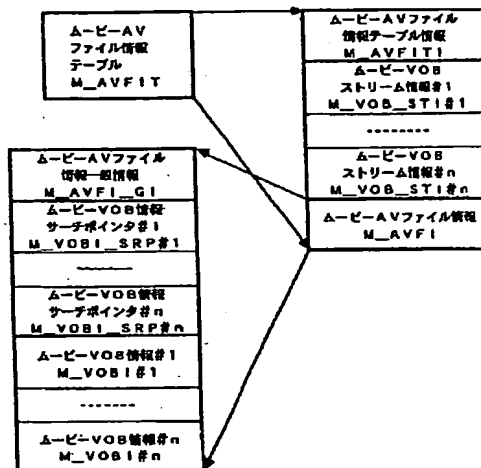 ムービーAV
ファイル情報
テーブル
M_AVFIT
ムービーAVファイル
情報テーブル情報
M_AVFITI
ムービーVOB
ストリーム情報#1
M_VOB_STI#1
--------
ムービーVOB
ストリーム情報#n
M_VOB_STI#n
ムービーAVファイル情報
M_AVFI
ムービーAVファイル
情報一般情報
M_AVFI_GI
ムービーVOB情報
サーチポインタ#1
M_VOBI_SRP#1
-------
ムービーVOB情報
サーチポインタ#n
M_VOBI_SRP#n
ムービーVOB情報#1
M_VOBI#1
-------
ムービーVOB情報#n
M_VOBI#n